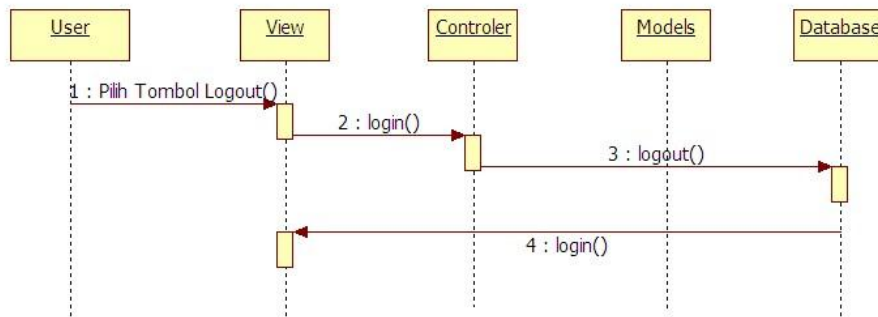 User
View
Controler
Models
Database
1 : Pilih Tombol Logout()
2 : login()
3 : logout()
4 : login()